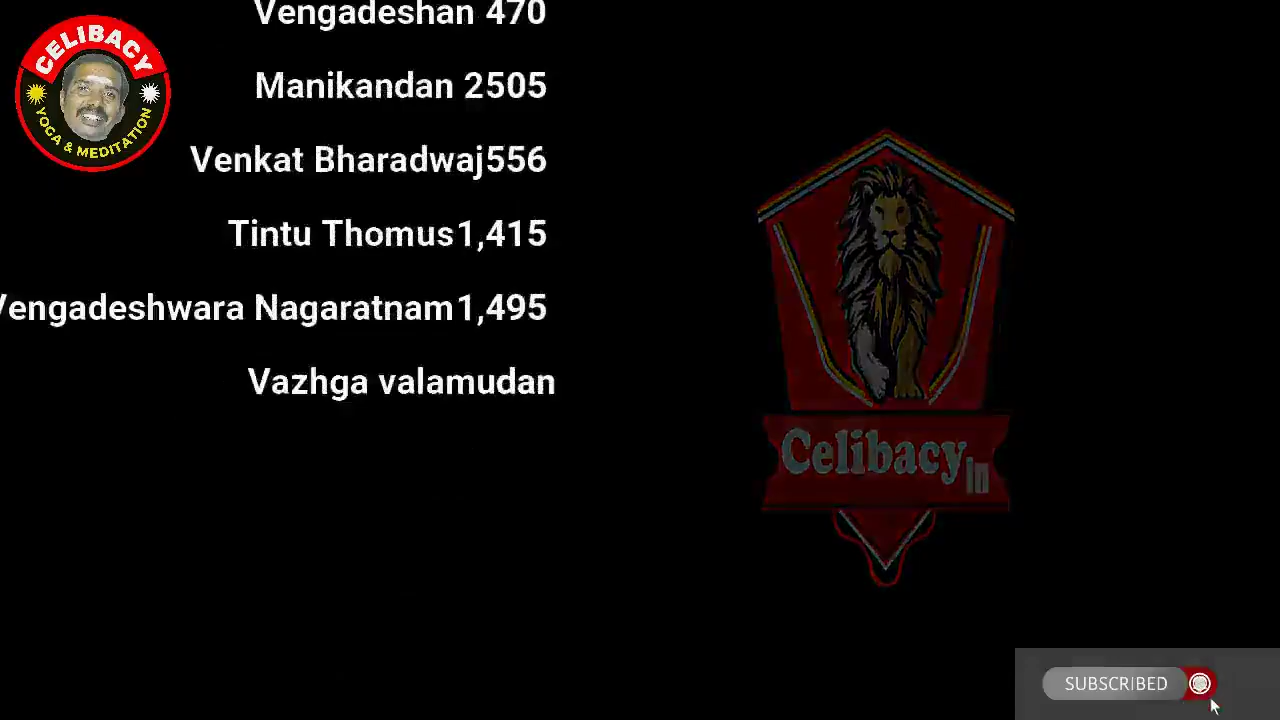 CELIBACY
YOGA & MEDITATION
Vengadeshan 470
Manikandan 2505
Venkat Bharadwaj556
Tintu Thomus1,415
Vengadeshwara Nagaratnam1,495
Vazhga valamudan
Celibacy
in
SUBSCRIBED